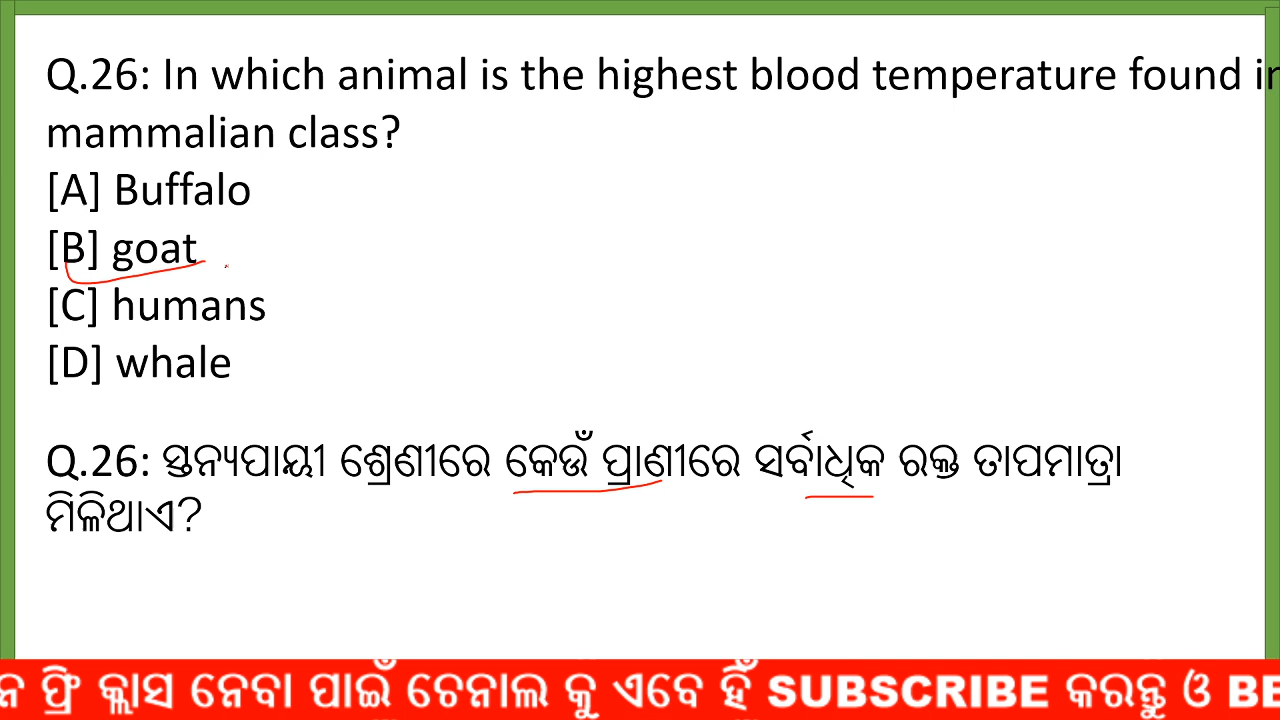 Q.26: In which animal is the highest blood temperature found in
mammalian class?
[A] Buffalo
[B] goat
[C] humans
[D] whale
Q.26: ସ୍ତନ୍ୟପାୟୀ ଶ୍ରେଣୀରେ କେଉଁ ପ୍ରାଣୀରେ ସର୍ବାଧିକ ରକ୍ତ ତାପମାତ୍ରା
ମିଳିଥାଏ?
ନ ଫ୍ରି କ୍ଲାସ ନେବା ପାଇଁ ଚେନାଲ କୁ ଏବେ ହିଁ SUBSCRIBE କରନ୍ତୁ ଓ BE